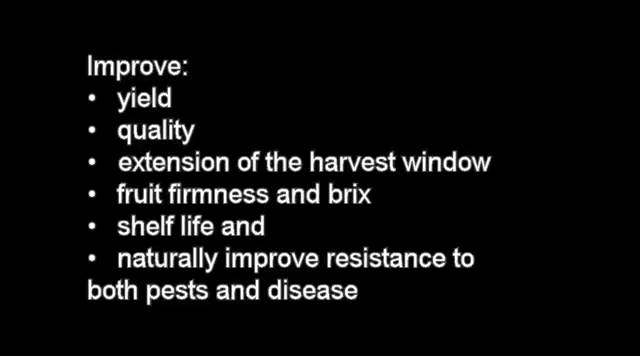 Improve:
• yield
• quality
• extension of the harvest window
• fruit firmness and brix
• shelf life and
• naturally improve resistance to
both pests and disease